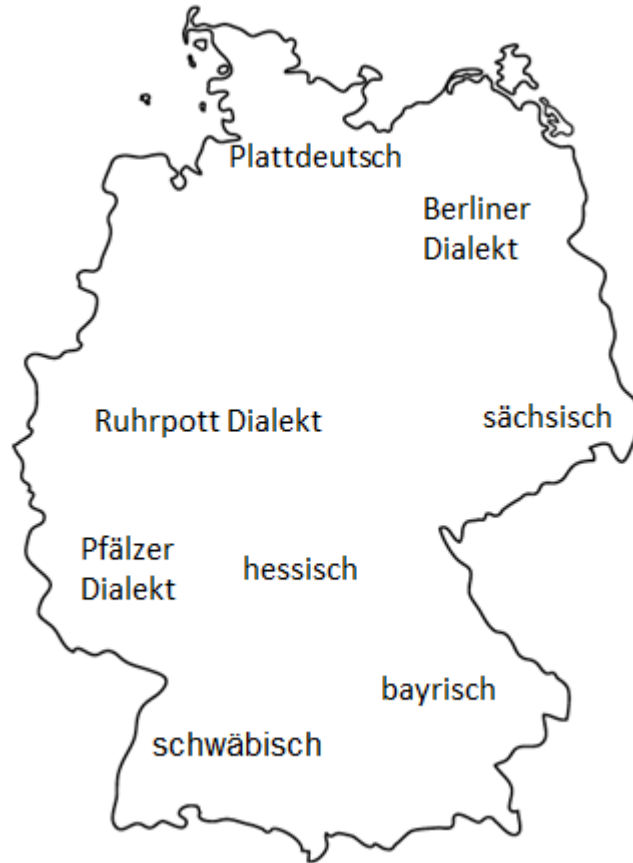 Plattdeutsch
Berliner
Dialekt
Ruhrpott Dialekt
sächsisch
Pfälzer
Dialekt
hessisch
bayrisch
schwäbisch